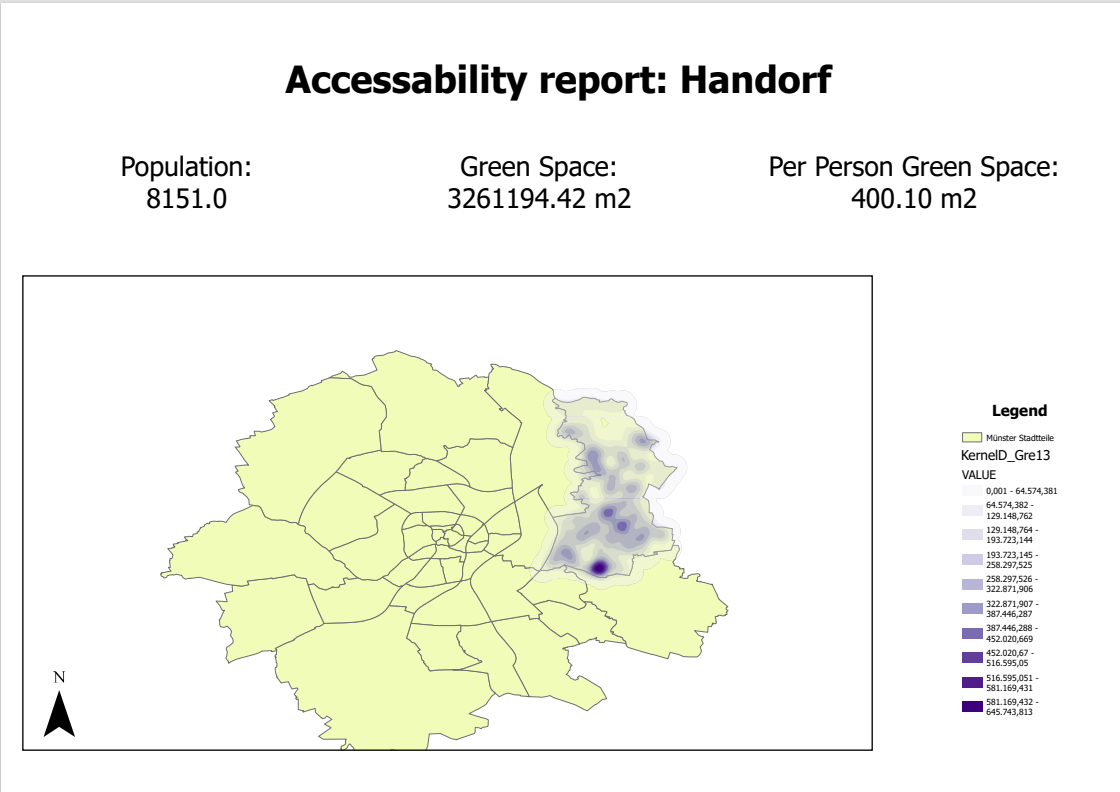 Accessability report: Handorf
Population:
8151.0
Green Space:
3261194.42 m2
Per Person Green Space:
400.10 m2
N
Legend
Münster Stadtteile
KernelD_Gre13
VALUE
0,001 - 64.574,381
64.574,382 -
129.148,762
129.148,764 -
193.723,144
193.723,145 -
258.297,525
258.297,526 -
322.871,906
322.871,907 -
387.446,287
387.446,288 -
452.020,669
452.020,67 -
516.595,05
516.595,051 -
581.169,431
581.169,432 -
645.743,813